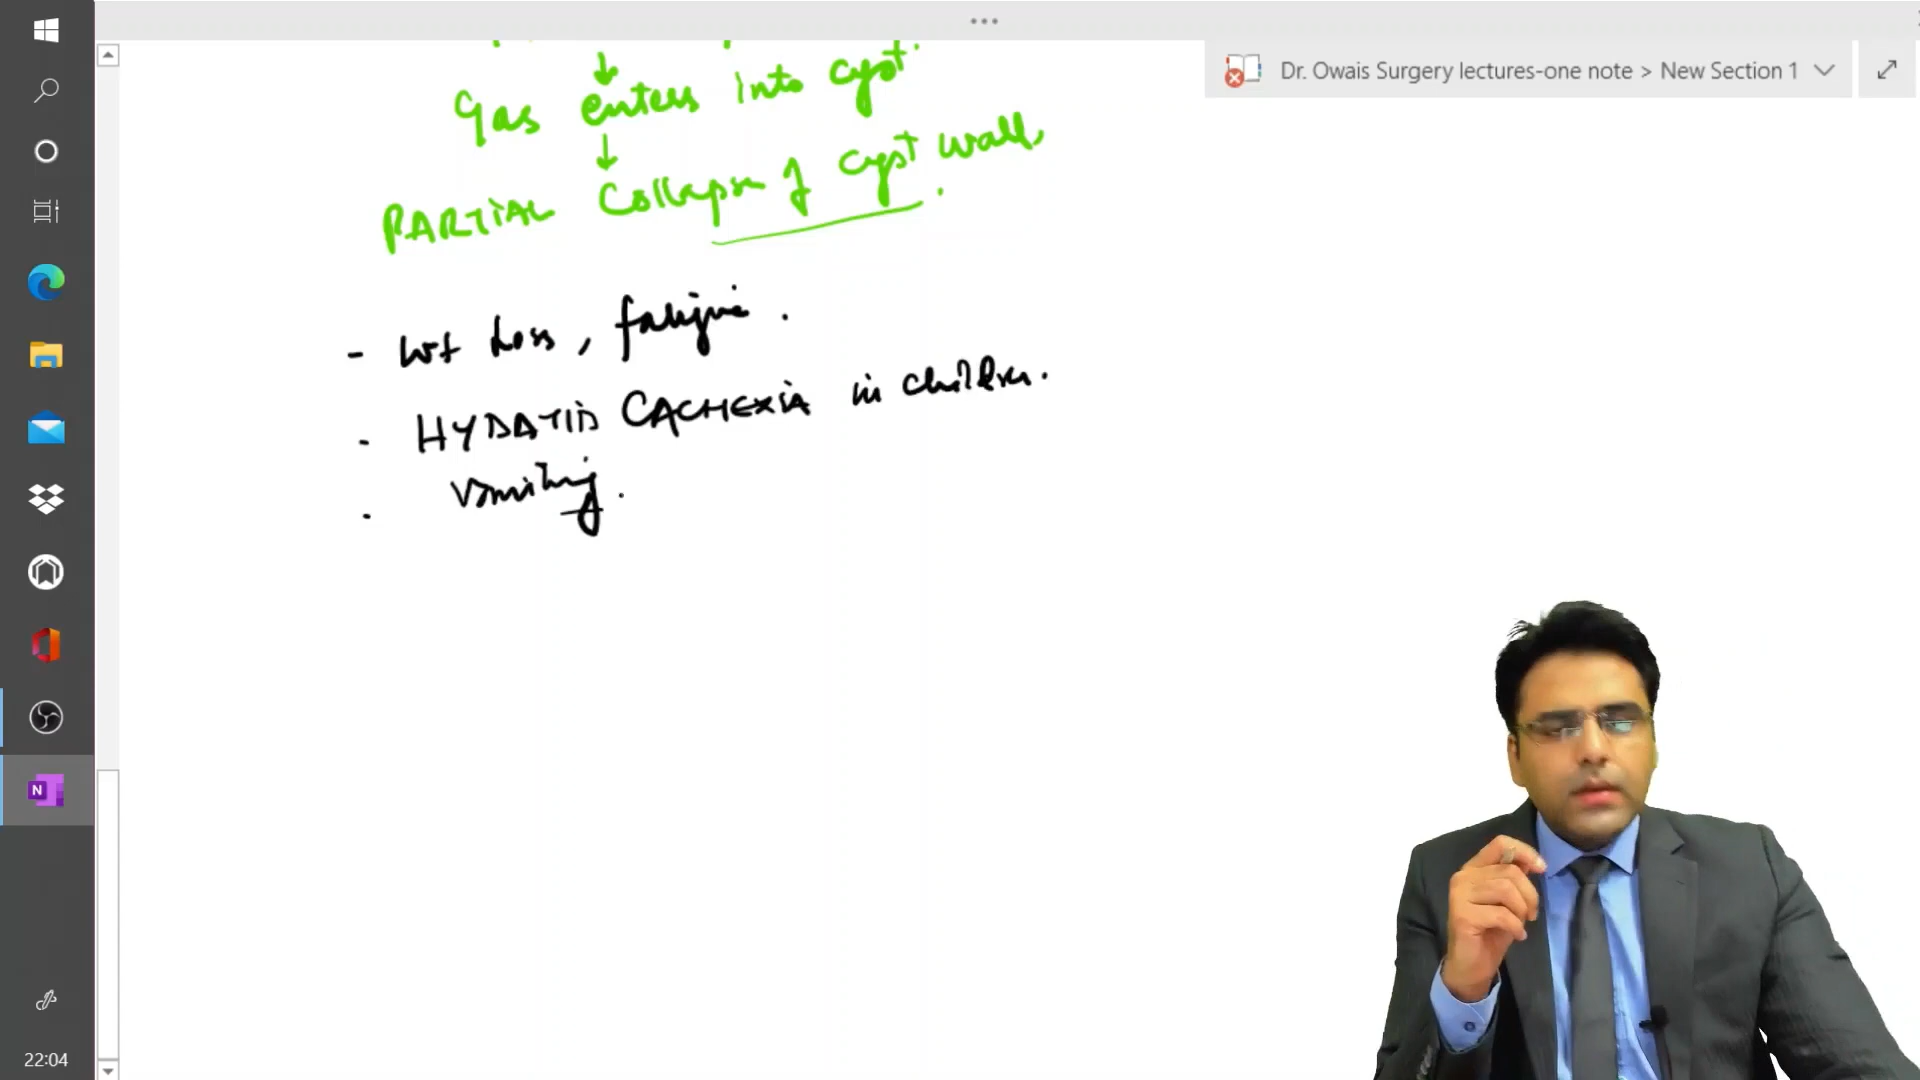 Dr. Owais Surgery lectures-one note > New Section 1
Gas enters into cyst.
PARTIAL Collapse of cyst wall.
- Wt Loss, fatigue.
- HYDATID CACHEXIA in children.
. Vomiting.
N
22:04